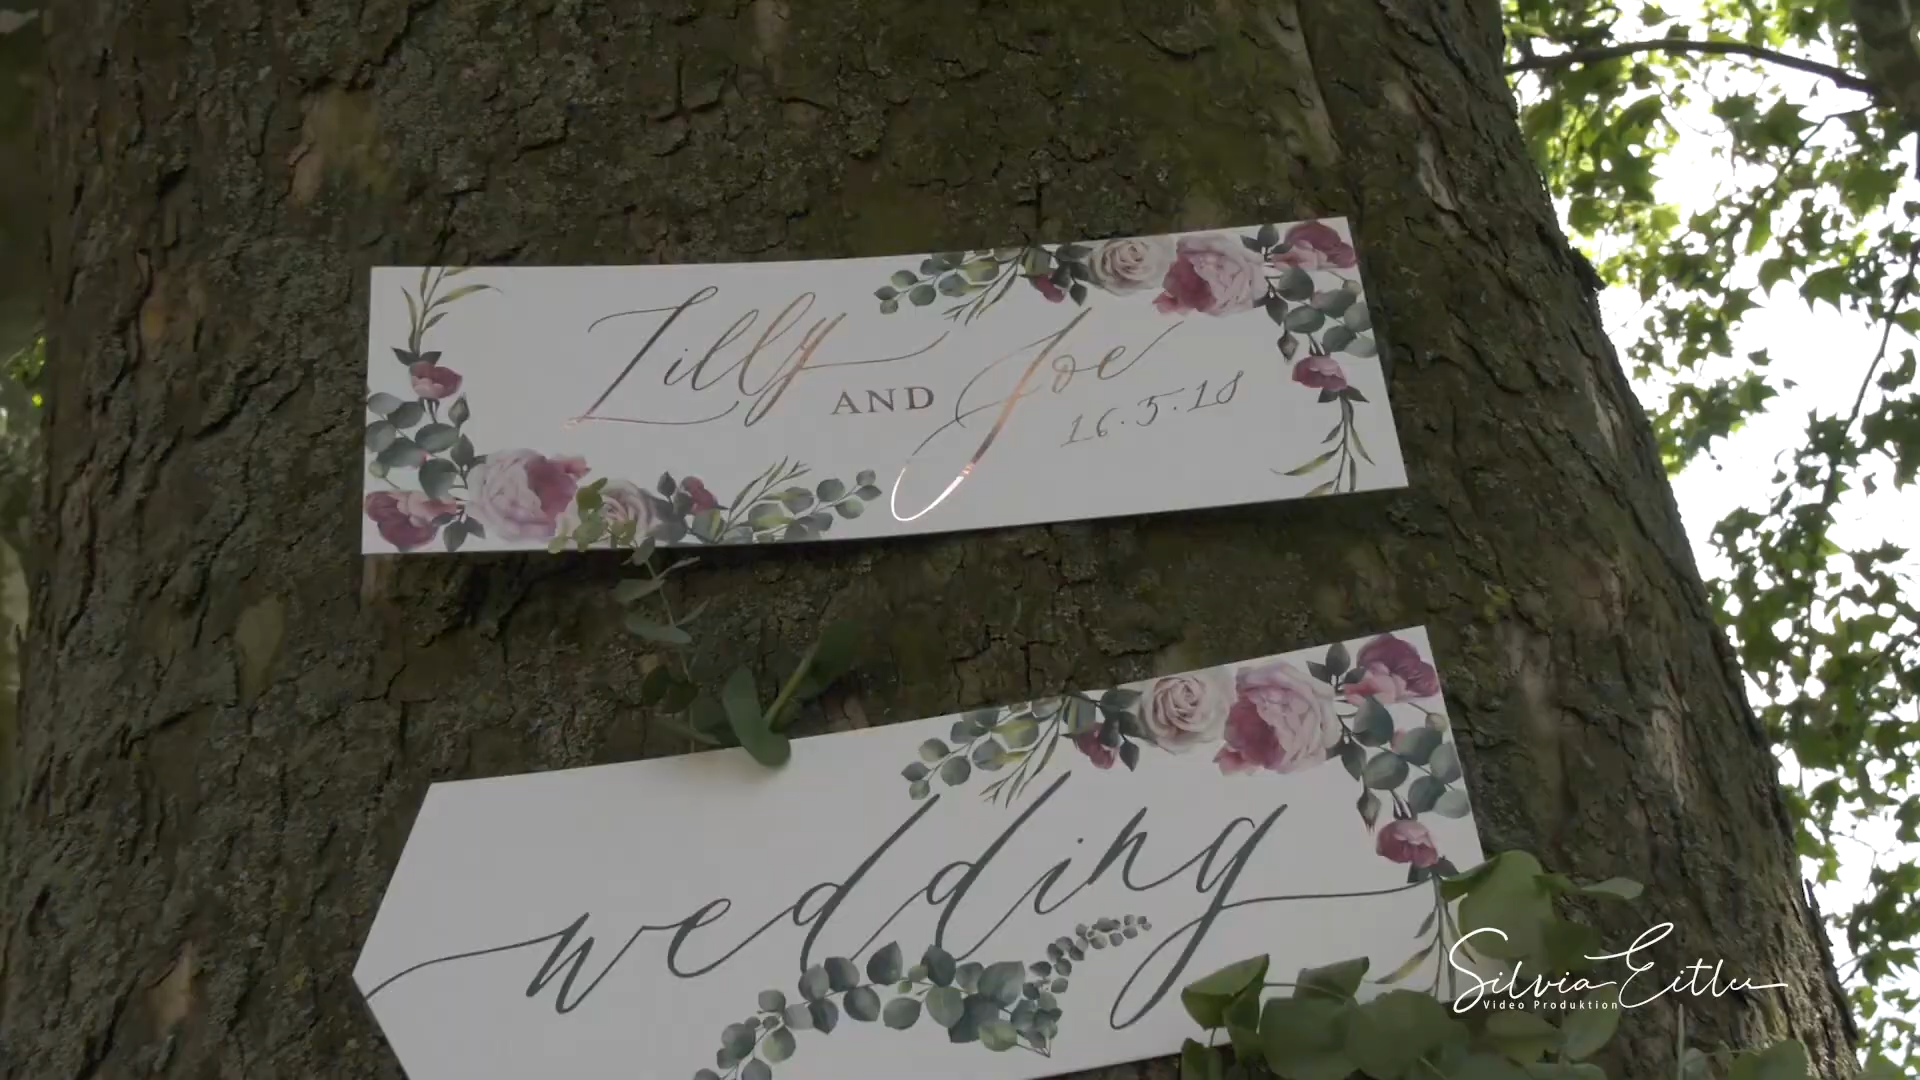 Lilly AND Joe
16.5.18
wedding
Silvia Eitler
Video Produktion